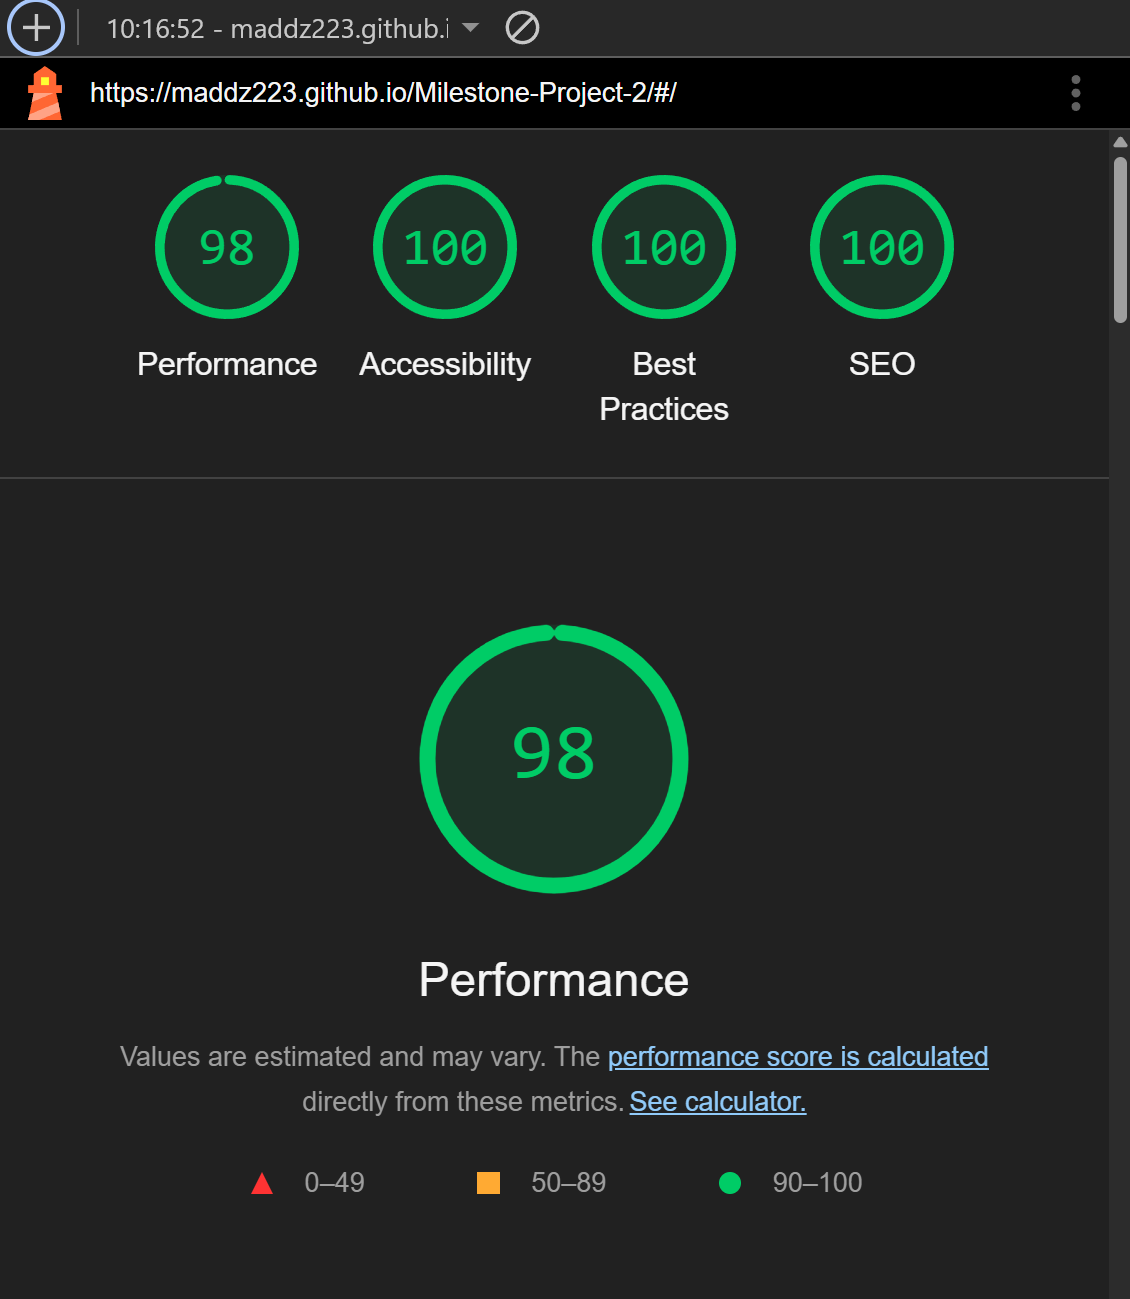 10:16:52 - maddz223.github.i
https://maddz223.github.io/Milestone-Project-2/#/
98 100 100 100
Performance Accessibility Best Practices SEO
98
Performance
Values are estimated and may vary. The performance score is calculated
directly from these metrics. See calculator.
0–49 50–89 90–100